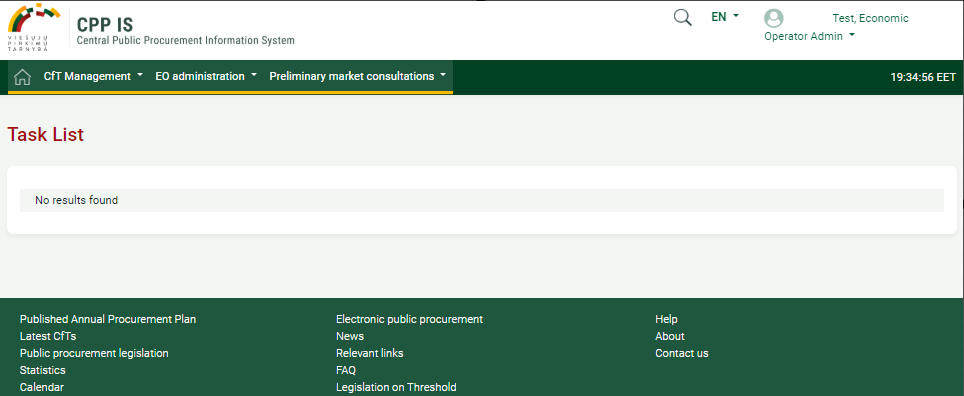 VIEŠŲJŲ
PIRKIMŲ
TARNYBA
CPP IS
Central Public Procurement Information System
EN
Test, Economic
Operator Admin
CfT Management
EO administration
Preliminary market consultations
19:34:56 EET
Task List
No results found
Published Annual Procurement Plan
Latest CfTs
Public procurement legislation
Statistics
Calendar
Electronic public procurement
News
Relevant links
FAQ
Legislation on Threshold
Help
About
Contact us